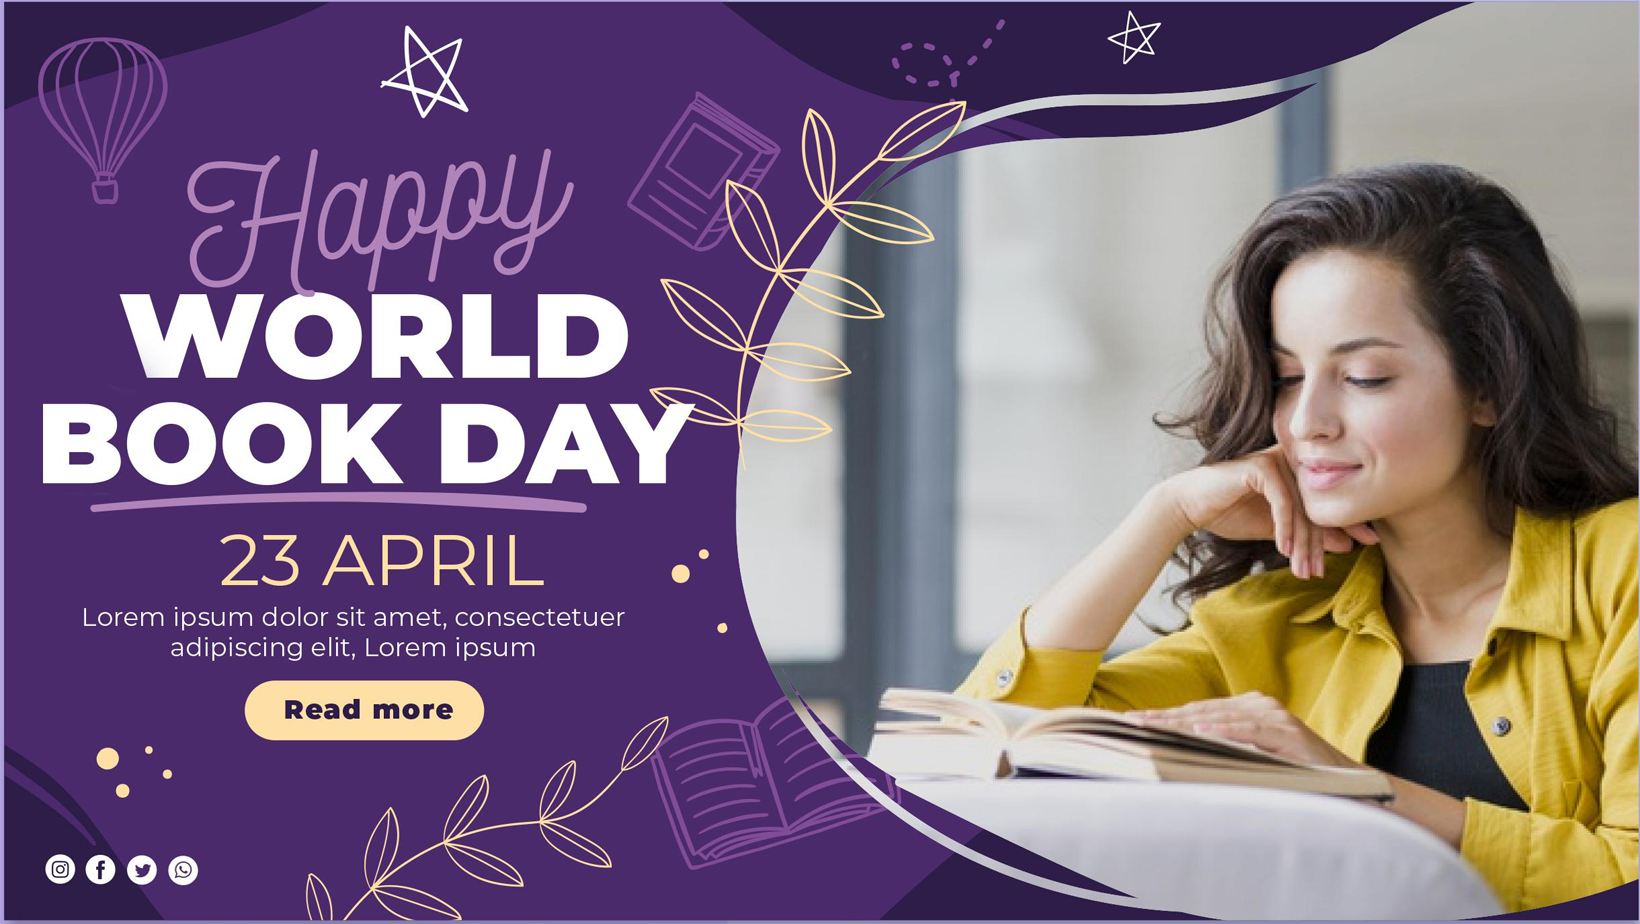 Happy
WORLD
BOOK DAY
23 APRIL
Lorem ipsum dolor sit amet, consectetuer
adipiscing elit, Lorem ipsum
Read more